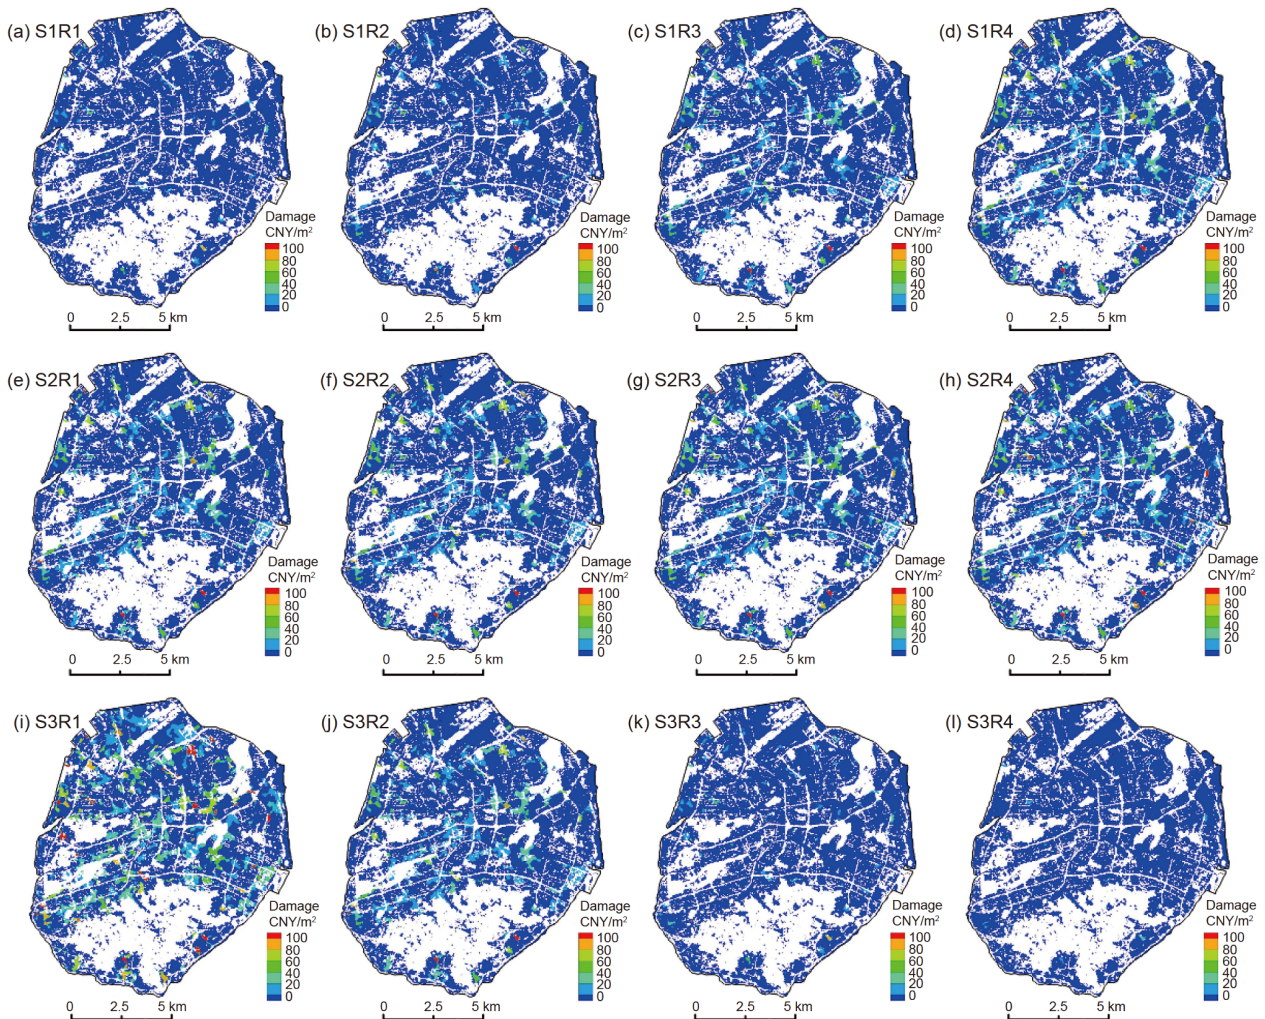 (a) S1R1
Damage
CNY/m²
100
80
60
40
20
0
0 2.5 5 km
(b) S1R2
Damage
CNY/m²
100
80
60
40
20
0
0 2.5 5 km
(c) S1R3
Damage
CNY/m²
100
80
60
40
20
0
0 2.5 5 km
(d) S1R4
Damage
CNY/m²
100
80
60
40
20
0
0 2.5 5 km
(e) S2R1
Damage
CNY/m²
100
80
60
40
20
0
0 2.5 5 km
(f) S2R2
Damage
CNY/m²
100
80
60
40
20
0
0 2.5 5 km
(g) S2R3
Damage
CNY/m²
100
80
60
40
20
0
0 2.5 5 km
(h) S2R4
Damage
CNY/m²
100
80
60
40
20
0
0 2.5 5 km
(i) S3R1
Damage
CNY/m²
100
80
60
40
20
0
0 2.5 5 km
(j) S3R2
Damage
CNY/m²
100
80
60
40
20
0
0 2.5 5 km
(k) S3R3
Damage
CNY/m²
100
80
60
40
20
0
0 2.5 5 km
(l) S3R4
Damage
CNY/m²
100
80
60
40
20
0
0 2.5 5 km